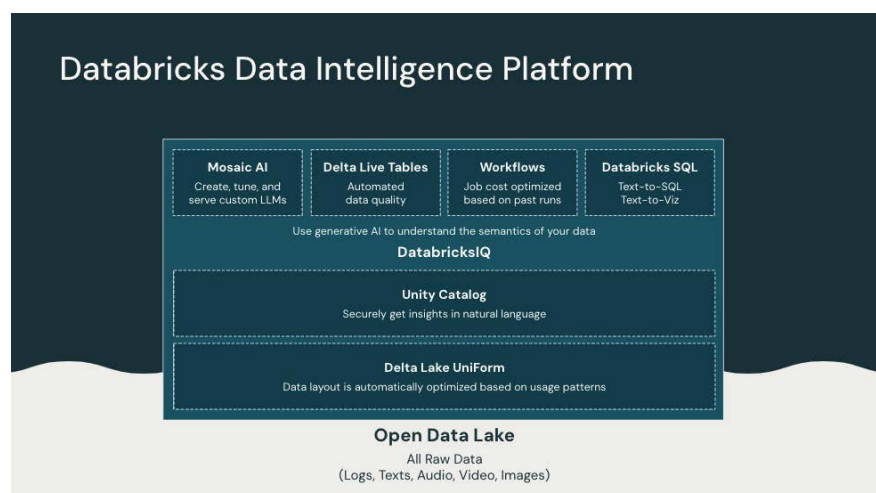 Databricks Data Intelligence Platform
Mosaic AI
Create, tune, and
serve custom LLMs
Delta Live Tables
Automated
data quality
Workflows
Job cost optimized
based on past runs
Databricks SQL
Text-to-SQL
Text-to-Viz
Use generative AI to understand the semantics of your data
DatabricksIQ
Unity Catalog
Securely get insights in natural language
Delta Lake UniForm
Data layout is automatically optimized based on usage patterns
Open Data Lake
All Raw Data
(Logs, Texts, Audio, Video, Images)